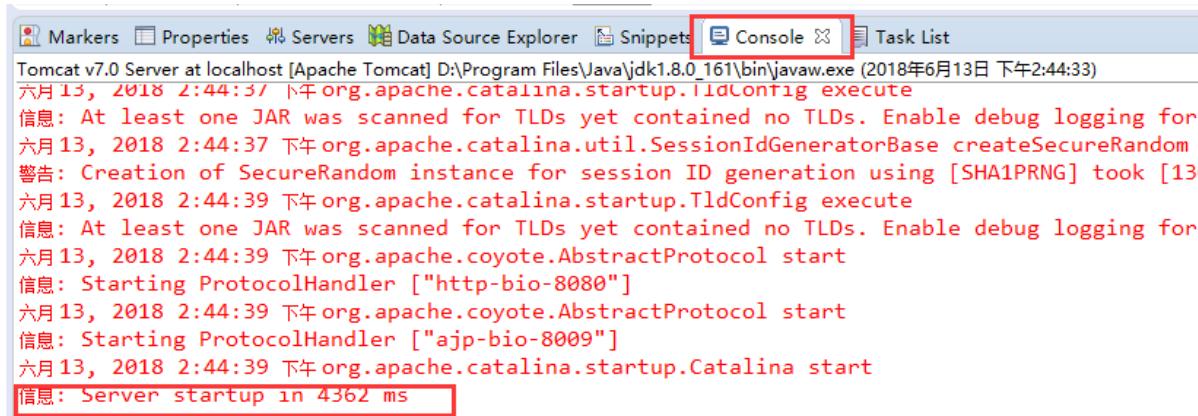 Markers Properties Servers Data Source Explorer Snippets Console Task List
Tomcat v7.0 Server at localhost [Apache Tomcat] D:\Program Files\Java\jdk1.8.0_161\bin\javaw.exe (2018年6月13日 下午2:44:33)
六月 13, 2018 2:44:37 下午 org.apache.catalina.startup.TldConfig execute
信息: At least one JAR was scanned for TLDs yet contained no TLDs. Enable debug logging for
六月 13, 2018 2:44:37 下午 org.apache.catalina.util.SessionIdGeneratorBase createSecureRandom
警告: Creation of SecureRandom instance for session ID generation using [SHA1PRNG] took [13
六月 13, 2018 2:44:39 下午 org.apache.catalina.startup.TldConfig execute
信息: At least one JAR was scanned for TLDs yet contained no TLDs. Enable debug logging for
六月 13, 2018 2:44:39 下午 org.apache.coyote.AbstractProtocol start
信息: Starting ProtocolHandler ["http-bio-8080"]
六月 13, 2018 2:44:39 下午 org.apache.coyote.AbstractProtocol start
信息: Starting ProtocolHandler ["ajp-bio-8009"]
六月 13, 2018 2:44:39 下午 org.apache.catalina.startup.Catalina start
信息: Server startup in 4362 ms